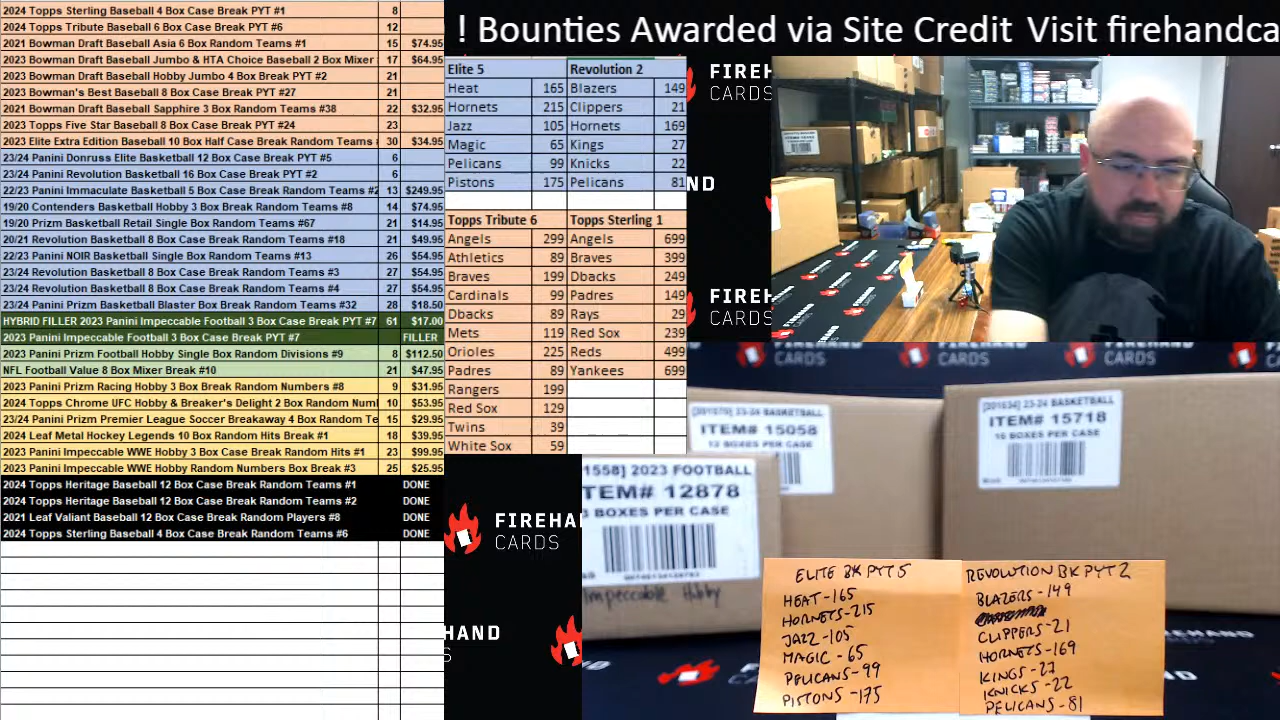 ! Bounties Awarded via Site Credit Visit firehandca
2024 Topps Sterling Baseball 4 Box Case Break PYT #1 8
2024 Topps Tribute Baseball 6 Box Case Break PYT #6 12
2021 Bowman Draft Baseball Asia 6 Box Random Teams #1 15 $74.95
2023 Bowman Draft Baseball Jumbo & HTA Choice Baseball 2 Box Mixer 17 $64.95
2023 Bowman Draft Baseball Hobby Jumbo 4 Box Break PYT #2 21
2023 Bowman's Best Baseball 8 Box Case Break PYT #27 21
2021 Bowman Draft Baseball Sapphire 3 Box Random Teams #38 22 $32.95
2023 Topps Five Star Baseball 8 Box Case Break PYT #24 23
2023 Elite Extra Edition Baseball 10 Box Half Case Break Random Teams 30 $34.95
23/24 Panini Donruss Elite Basketball 12 Box Case Break PYT #5 6
23/24 Panini Revolution Basketball 16 Box Case Break PYT #2 6
22/23 Panini Immaculate Basketball 5 Box Case Break Random Teams #2 13 $249.95
19/20 Contenders Basketball Hobby 3 Box Break Random Teams #8 14 $74.95
19/20 Prizm Basketball Retail Single Box Random Teams #67 21 $14.95
20/21 Revolution Basketball 8 Box Case Break Random Teams #18 21 $49.95
22/23 Panini NOIR Basketball Single Box Random Teams #13 26 $54.95
23/24 Revolution Basketball 8 Box Case Break Random Teams #3 27 $54.95
23/24 Revolution Basketball 8 Box Case Break Random Teams #4 27 $54.95
23/24 Panini Prizm Basketball Blaster Box Break Random Teams #32 28 $18.50
HYBRID FILLER 2023 Panini Impeccable Football 3 Box Case Break PYT #7 61 $17.00
2023 Panini Impeccable Football 3 Box Case Break PYT #7 FILLER
2023 Panini Prizm Football Hobby Single Box Random Divisions #9 8 $112.50
NFL Football Value 8 Box Mixer Break #10 21 $47.95
2023 Panini Prizm Racing Hobby 3 Box Break Random Numbers #8 9 $31.95
2024 Topps Chrome UFC Hobby & Breaker's Delight 2 Box Random Num 10 $53.95
23/24 Panini Prizm Premier League Soccer Breakaway 4 Box Random Te 15 $29.95
2024 Leaf Metal Hockey Legends 10 Box Random Hits Break #1 18 $39.95
2023 Panini Impeccable WWE Hobby 3 Box Case Break Random Hits #1 23 $99.95
2023 Panini Impeccable WWE Hobby Random Numbers Box Break #3 25 $25.95
2024 Topps Heritage Baseball 12 Box Case Break Random Teams #1 DONE
2024 Topps Heritage Baseball 12 Box Case Break Random Teams #2 DONE
2021 Leaf Valiant Baseball 12 Box Case Break Random Players #8 DONE
2024 Topps Sterling Baseball 4 Box Case Break Random Teams #6 DONE
Elite 5 Revolution 2
Heat 165 Blazers 149
Hornets 215 Clippers 21
Jazz 105 Hornets 169
Magic 65 Kings 27
Pelicans 99 Knicks 22
Pistons 175 Pelicans 81
Topps Tribute 6 Topps Sterling 1
Angels 299 Angels 699
Athletics 89 Braves 399
Braves 199 Dbacks 249
Cardinals 99 Padres 149
Dbacks 89 Rays 29
Mets 119 Red Sox 239
Orioles 225 Reds 499
Padres 89 Yankees 699
Rangers 199
Red Sox 129
Twins 39
White Sox 59
FIREH
CARDS
ND
FIREH
CARDS
FIREHA
CARDS
HAND
S
FIREHAND
CARDS
FIREHAND
CARDS
FIREHAND
CARDS
23-24 BASKETBALL
ITEM# 15058
12 BOXES PER CASE
23-24 BASKETBALL
ITEM# 15718
16 BOXES PER CASE
1558] 2023 FOOTBALL
TEM# 12878
3 BOXES PER CASE
Impeccable Hobby
ELITE BK PYT 5
HEAT-165
HORNETS-215
JAZZ-105
MAGIC-65
PELICANS-99
PISTONS-175
REVOLUTION BK PYT 2
BLAZERS-149
CLIPPERS-21
HORNETS-169
KINGS-27
KNICKS-22
PELICANS-81